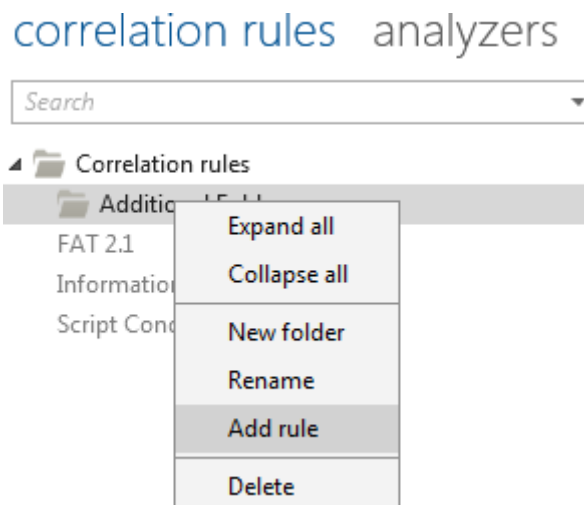 correlation rules analyzers
Search
Correlation rules
Expand all
FAT 2.1
Collapse all
New folder
Script
Rename
Add rule
Delete